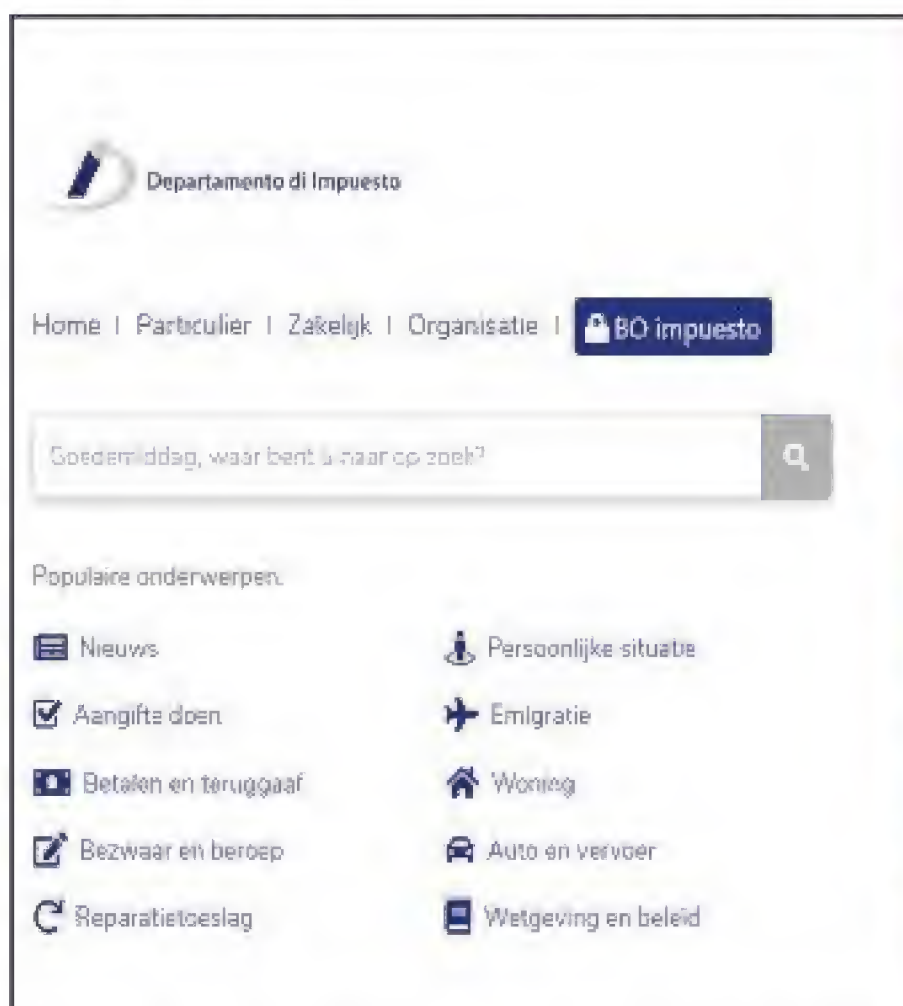 Departamento di Impuesto
Home | Particulier | Zakelijk | Organisatie | BO impuesto
Goedemiddag, waar bent u naar op zoek?
Populaire onderwerpen:
Nieuws
Persoonlijke situatie
Aangifte doen
Emigratie
Betalen en teruggaaf
Woning
Bezwaar en beroep
Auto en vervoer
Reparatietoeslag
Wetgeving en beleid